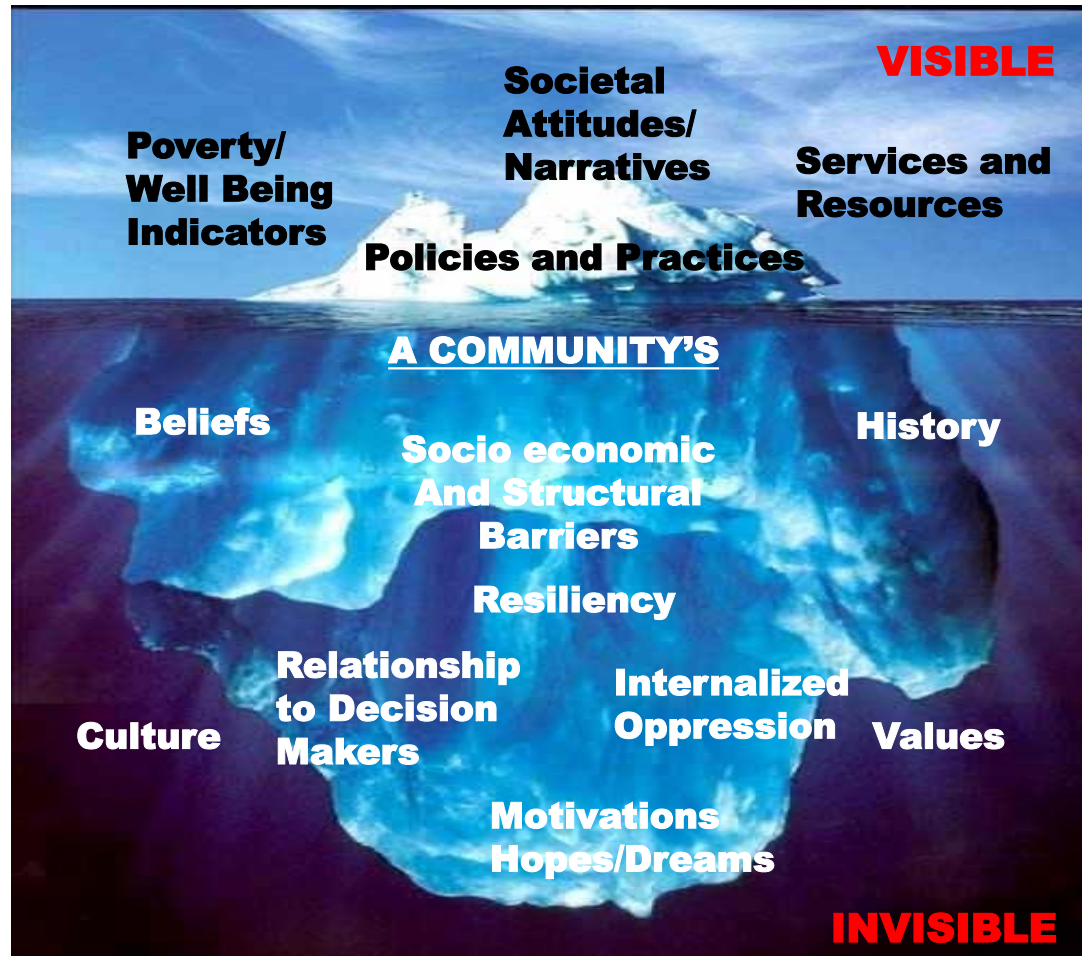 VISIBLE
Societal
Attitudes/
Narratives
Poverty/
Well Being
Indicators
Services and
Resources
Policies and Practices
A COMMUNITY'S
Beliefs
History
Socio economic
And Structural
Barriers
Resiliency
Relationship
to Decision
Makers
Internalized
Oppression
Culture
Values
Motivations
Hopes/Dreams
INVISIBLE